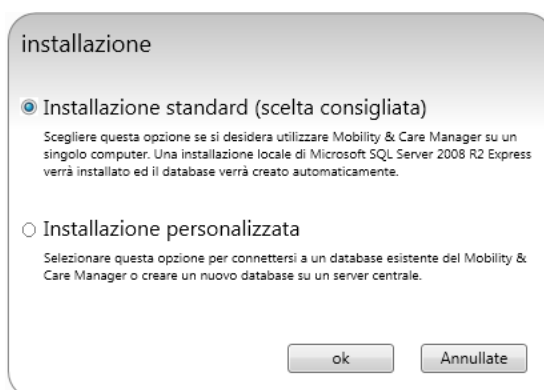 installazione
Installazione standard (scelta consigliata)
Scegliere questa opzione se si desidera utilizzare Mobility & Care Manager su un
singolo computer. Una installazione locale di Microsoft SQL Server 2008 R2 Express
verrà installato ed il database verrà creato automaticamente.
Installazione personalizzata
Selezionare questa opzione per connettersi a un database esistente del Mobility &
Care Manager o creare un nuovo database su un server centrale.
ok
Annullate